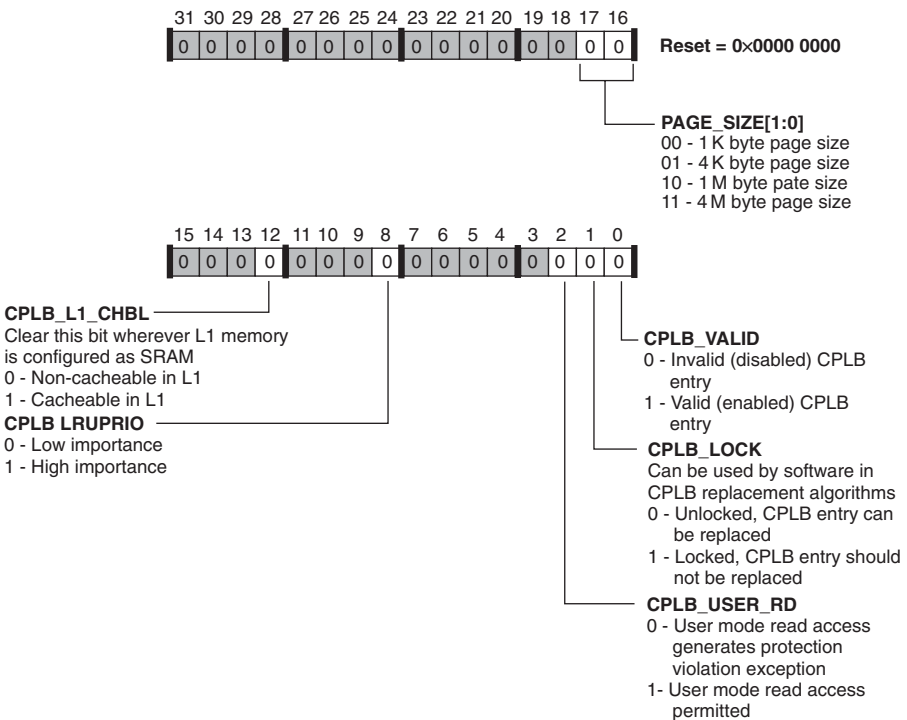 31 30 29 28 27 26 25 24 23 22 21 20 19 18 17 16
0 0 0 0 0 0 0 0 0 0 0 0 0 0 0 0
Reset = 0×0000 0000
PAGE_SIZE[1:0]
00 - 1 K byte page size
01 - 4 K byte page size
10 - 1 M byte pate size
11 - 4 M byte page size
15 14 13 12 11 10 9 8 7 6 5 4 3 2 1 0
0 0 0 0 0 0 0 0 0 0 0 0 0 0 0 0
CPLB_L1_CHBL
Clear this bit wherever L1 memory
is configured as SRAM
0 - Non-cacheable in L1
1 - Cacheable in L1
CPLB LRUPRIO
0 - Low importance
1 - High importance
CPLB_VALID
0 - Invalid (disabled) CPLB
entry
1 - Valid (enabled) CPLB
entry
CPLB_LOCK
Can be used by software in
CPLB replacement algorithms
0 - Unlocked, CPLB entry can
be replaced
1 - Locked, CPLB entry should
not be replaced
CPLB_USER_RD
0 - User mode read access
generates protection
violation exception
1- User mode read access
permitted